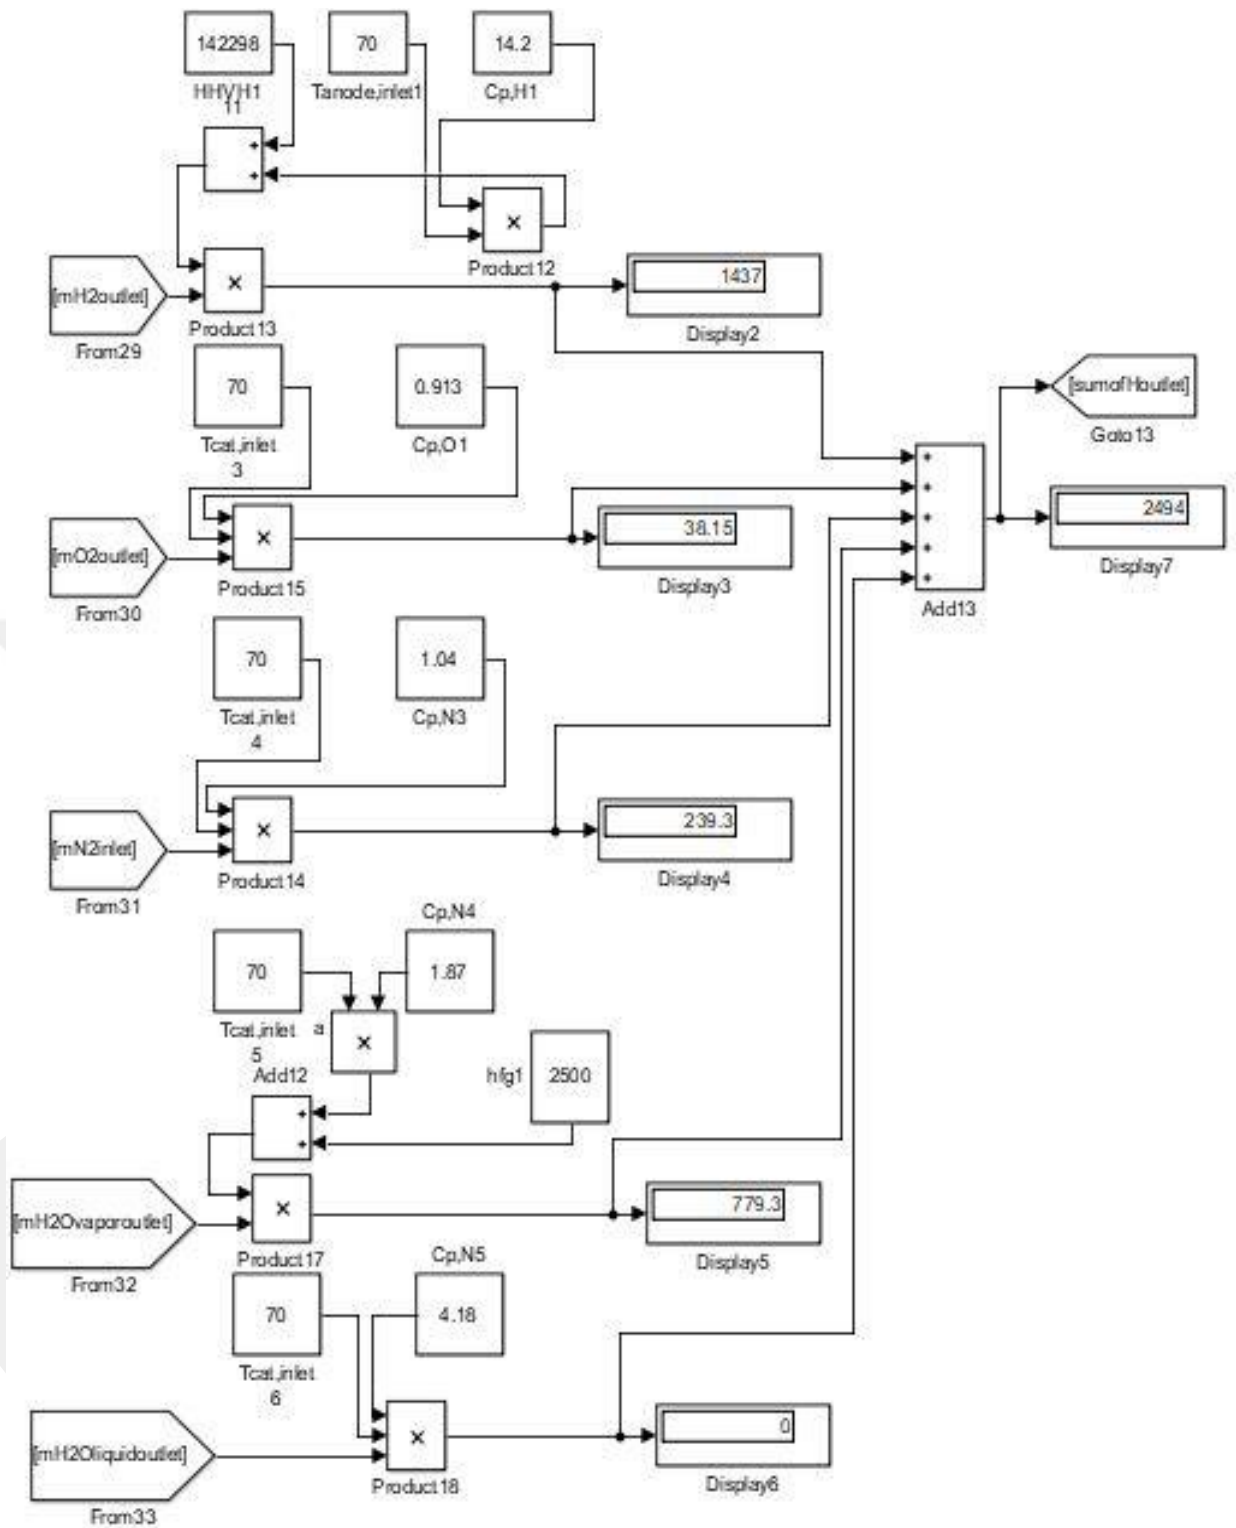 142298
70
14.2
HHVH1
11
Tanode,inlet1
Cp,H1
+
+
×
Product12
[mH2outlet]
From29
×
Product13
1437
Display2
70
Tcat,inlet
3
0.913
Cp,O1
[sumofHoutlet]
Goto13
+
+
+
+
+
Add13
2494
Display7
[mO2outlet]
From30
×
Product15
38.15
Display3
70
Tcat,inlet
4
1.04
Cp,N3
[mN2inlet]
From31
×
Product14
239.3
Display4
Cp,N4
70
1.87
Tcat,inlet
5
a
×
Add12
hfg1
2500
+
+
[mH2Ovaporoutlet]
From32
×
Product17
779.3
Display5
Cp,N5
70
4.18
Tcat,inlet
6
[mH2Oliquidoutlet]
From33
×
Product18
0
Display6